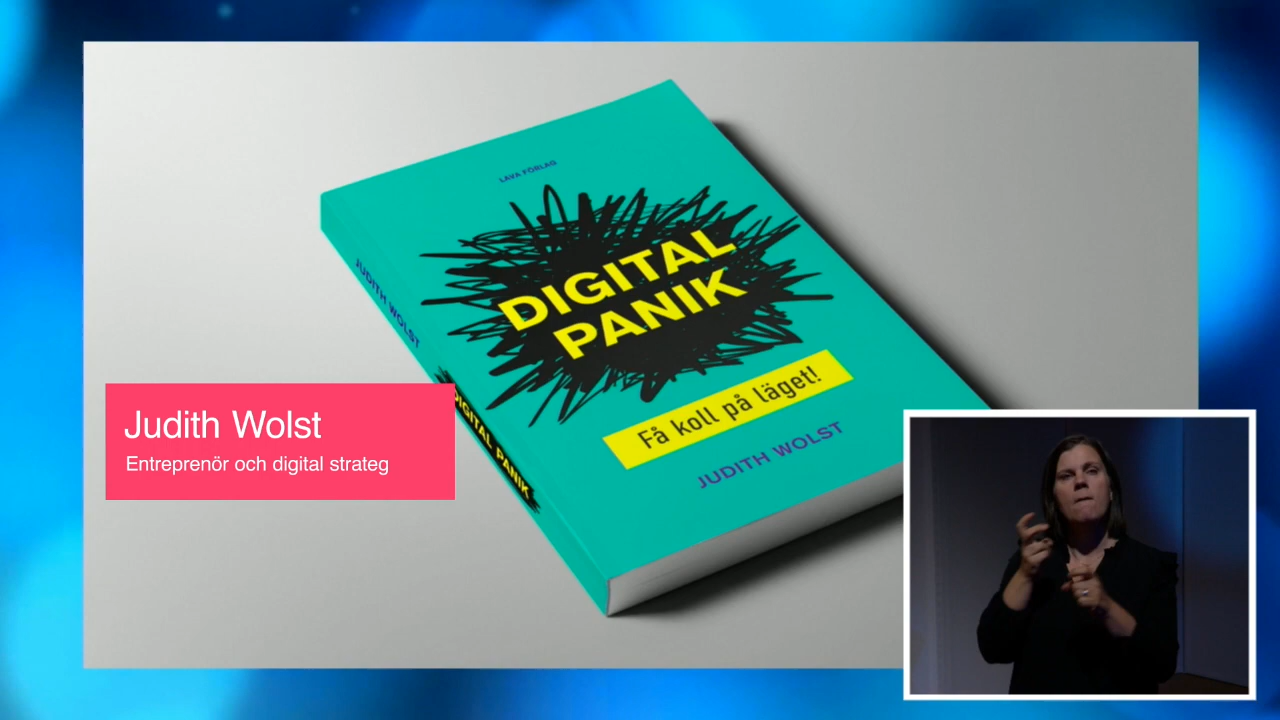 LAVA FÖRLAG
DIGITAL
PANIK
Få koll på läget!
JUDITH WOLST
JUDITH WOLST
DIGITAL PANIK
Judith Wolst
Entreprenör och digital strateg